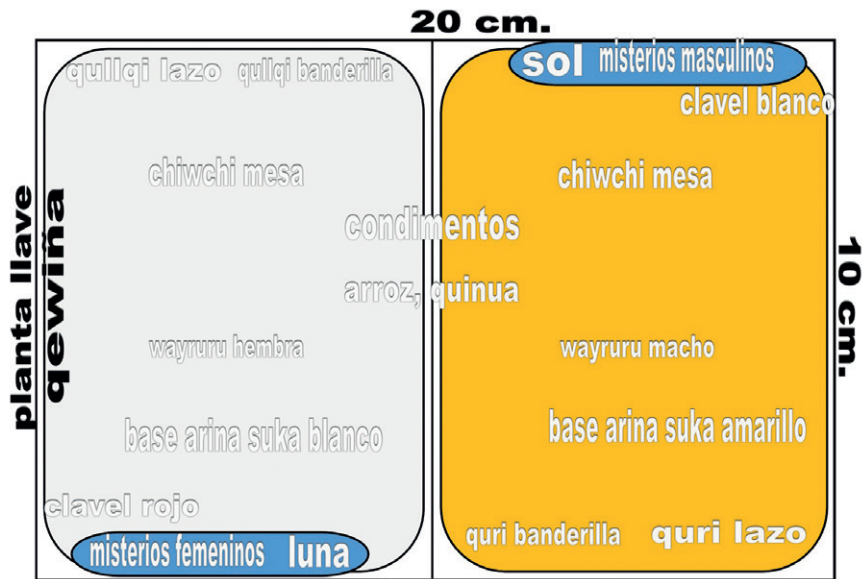 20 cm.
qullqi lazo qullqi banderilla
sol misterios masculinos
clavel blanco
chiwchi mesa
chiwchi mesa
condimentos
arroz, quinua
planta llave
qewiña
10 cm.
wayruru hembra
wayruru macho
base arina suka blanco
base arina suka amarillo
clavel rojo
misterios femeninos luna
quri banderilla quri lazo